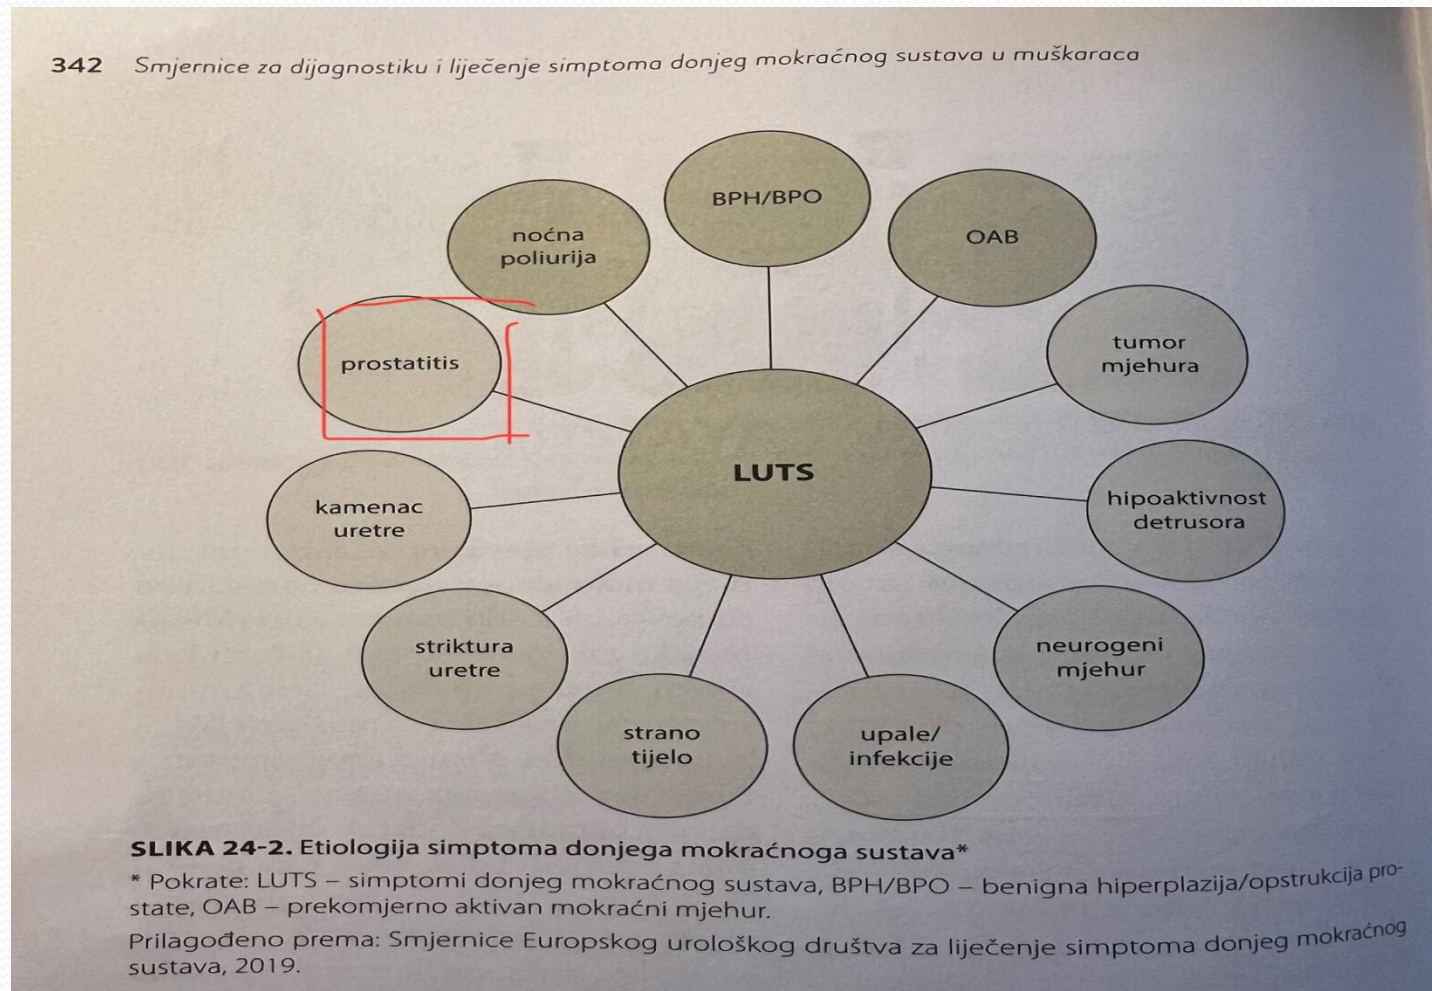 342 Smjernice za dijagnostiku i liječenje simptoma donjeg mokraćnog sustava u muškaraca
BPH/BPO
noćna
poliurija
OAB
prostatitis
tumor
mjehura
LUTS
kamenac
uretre
hipoaktivnost
detrusora
striktura
uretre
neurogeni
mjehur
strano
tijelo
upale/
infekcije
SLIKA 24-2. Etiologija simptoma donjega mokraćnoga sustava*
* Pokrate: LUTS – simptomi donjeg mokraćnog sustava, BPH/BPO – benigna hiperplazija/opstrukcija pro-
state, OAB – prekomjerno aktivan mokraćni mjehur.
Prilagođeno prema: Smjernice Europskog urološkog društva za liječenje simptoma donjeg mokraćnog
sustava, 2019.